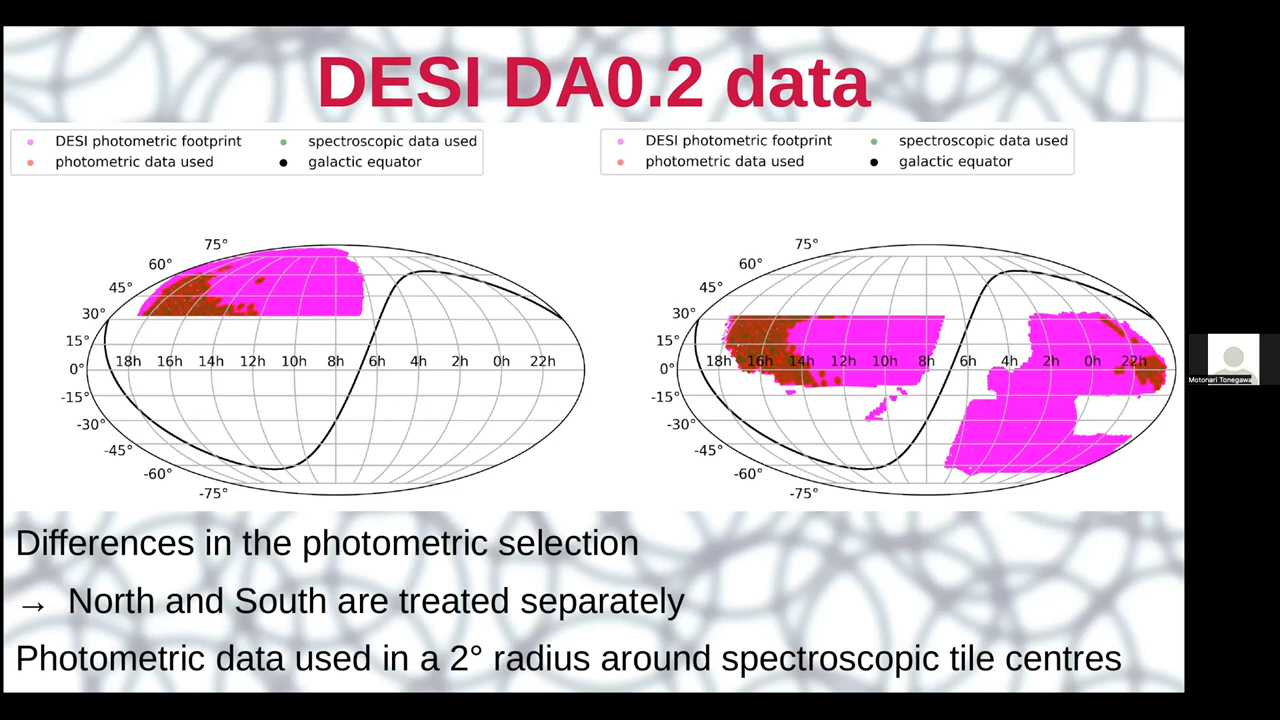 DESI DA0.2 data
DESI photometric footprint
spectroscopic data used
photometric data used
galactic equator
DESI photometric footprint
spectroscopic data used
photometric data used
galactic equator
75°
60°
45°
30°
15°
0°
-15°
-30°
-45°
-60°
-75°
18h 16h 14h 12h 10h 8h 6h 4h 2h 0h 22h
75°
60°
45°
30°
15°
0°
-15°
-30°
-45°
-60°
-75°
18h 16h 14h 12h 10h 8h 6h 4h 2h 0h 22h
Motonari Tonegawa
Differences in the photometric selection
→ North and South are treated separately
Photometric data used in a 2° radius around spectroscopic tile centres